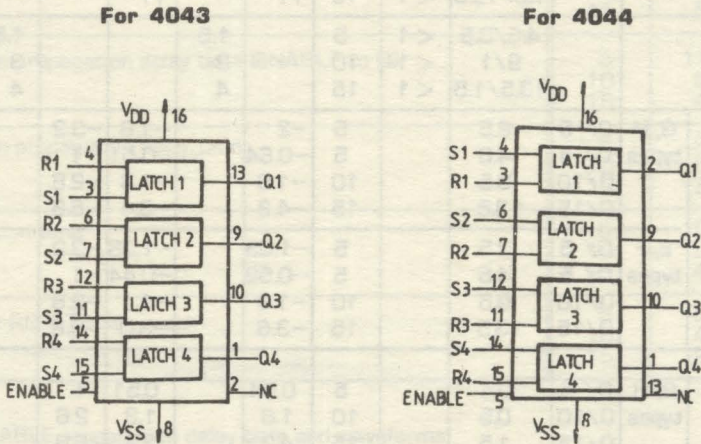 For 4043
VDD
16
R1 4
S1 3
LATCH 1
13 Q1
R2 6
S2 7
LATCH 2
9 Q2
R3 12
S3 11
LATCH 3
10 Q3
R4 14
S4 15
LATCH 4
1 Q4
ENABLE 5
2 NC
VSS 8
For 4044
VDD
16
S1 4
R1 3
LATCH 1
2 Q1
S2 6
R2 7
LATCH 2
9 Q2
S3 12
R3 11
LATCH 3
10 Q3
S4 14
R4 15
LATCH 4
1 Q4
ENABLE 5
13 NC
VSS 8